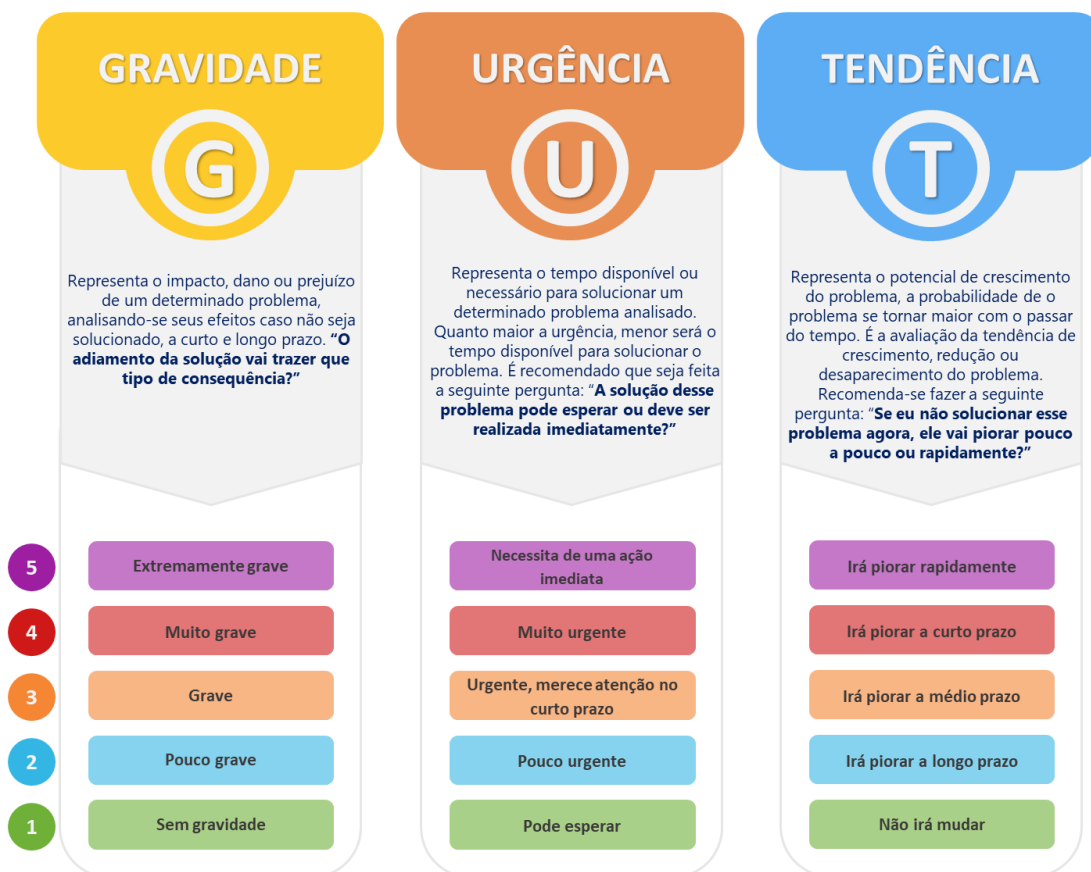 GRAVIDADE
G
Representa o impacto, dano ou prejuízo
de um determinado problema,
analisando-se seus efeitos caso não seja
solucionado, a curto e longo prazo. “O
adiamento da solução vai trazer que
tipo de consequência?”
URGÊNCIA
U
Representa o tempo disponível ou
necessário para solucionar um
determinado problema analisado.
Quanto maior a urgência, menor será o
tempo disponível para solucionar o
problema. É recomendado que seja feita
a seguinte pergunta: “A solução desse
problema pode esperar ou deve ser
realizada imediatamente?”
TENDÊNCIA
T
Representa o potencial de crescimento
do problema, a probabilidade de o
problema se tornar maior com o passar
do tempo. É a avaliação da tendência de
crescimento, redução ou
desaparecimento do problema.
Recomenda-se fazer a seguinte
pergunta: “Se eu não solucionar esse
problema agora, ele vai piorar pouco
a pouco ou rapidamente?”
5
Extremamente grave
Necessita de uma ação
imediata
Irá piorar rapidamente
4
Muito grave
Muito urgente
Irá piorar a curto prazo
3
Grave
Urgente, merece atenção no
curto prazo
Irá piorar a médio prazo
2
Pouco grave
Pouco urgente
Irá piorar a longo prazo
1
Sem gravidade
Pode esperar
Não irá mudar